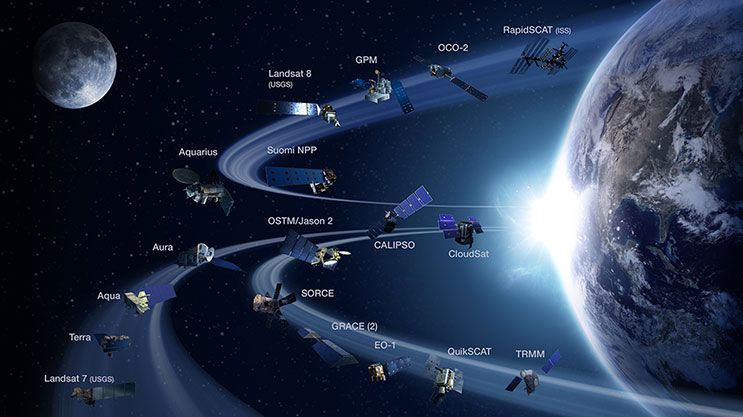 RapidSCAT (ISS)
OCO-2
GPM
Landsat 8
(USGS)
Aquarius
Suomi NPP
OSTM/Jason 2
CALIPSO
CloudSat
Aura
Aqua
SORCE
Terra
GRACE (2)
EO-1
QuikSCAT
TRMM
Landsat 7 (USGS)